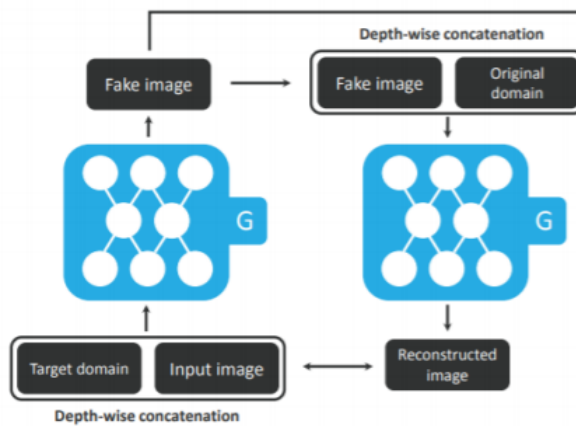 Depth-wise concatenation
Fake image
Fake image
Original
domain
G
G
Target domain
Input image
Reconstructed
image
Depth-wise concatenation